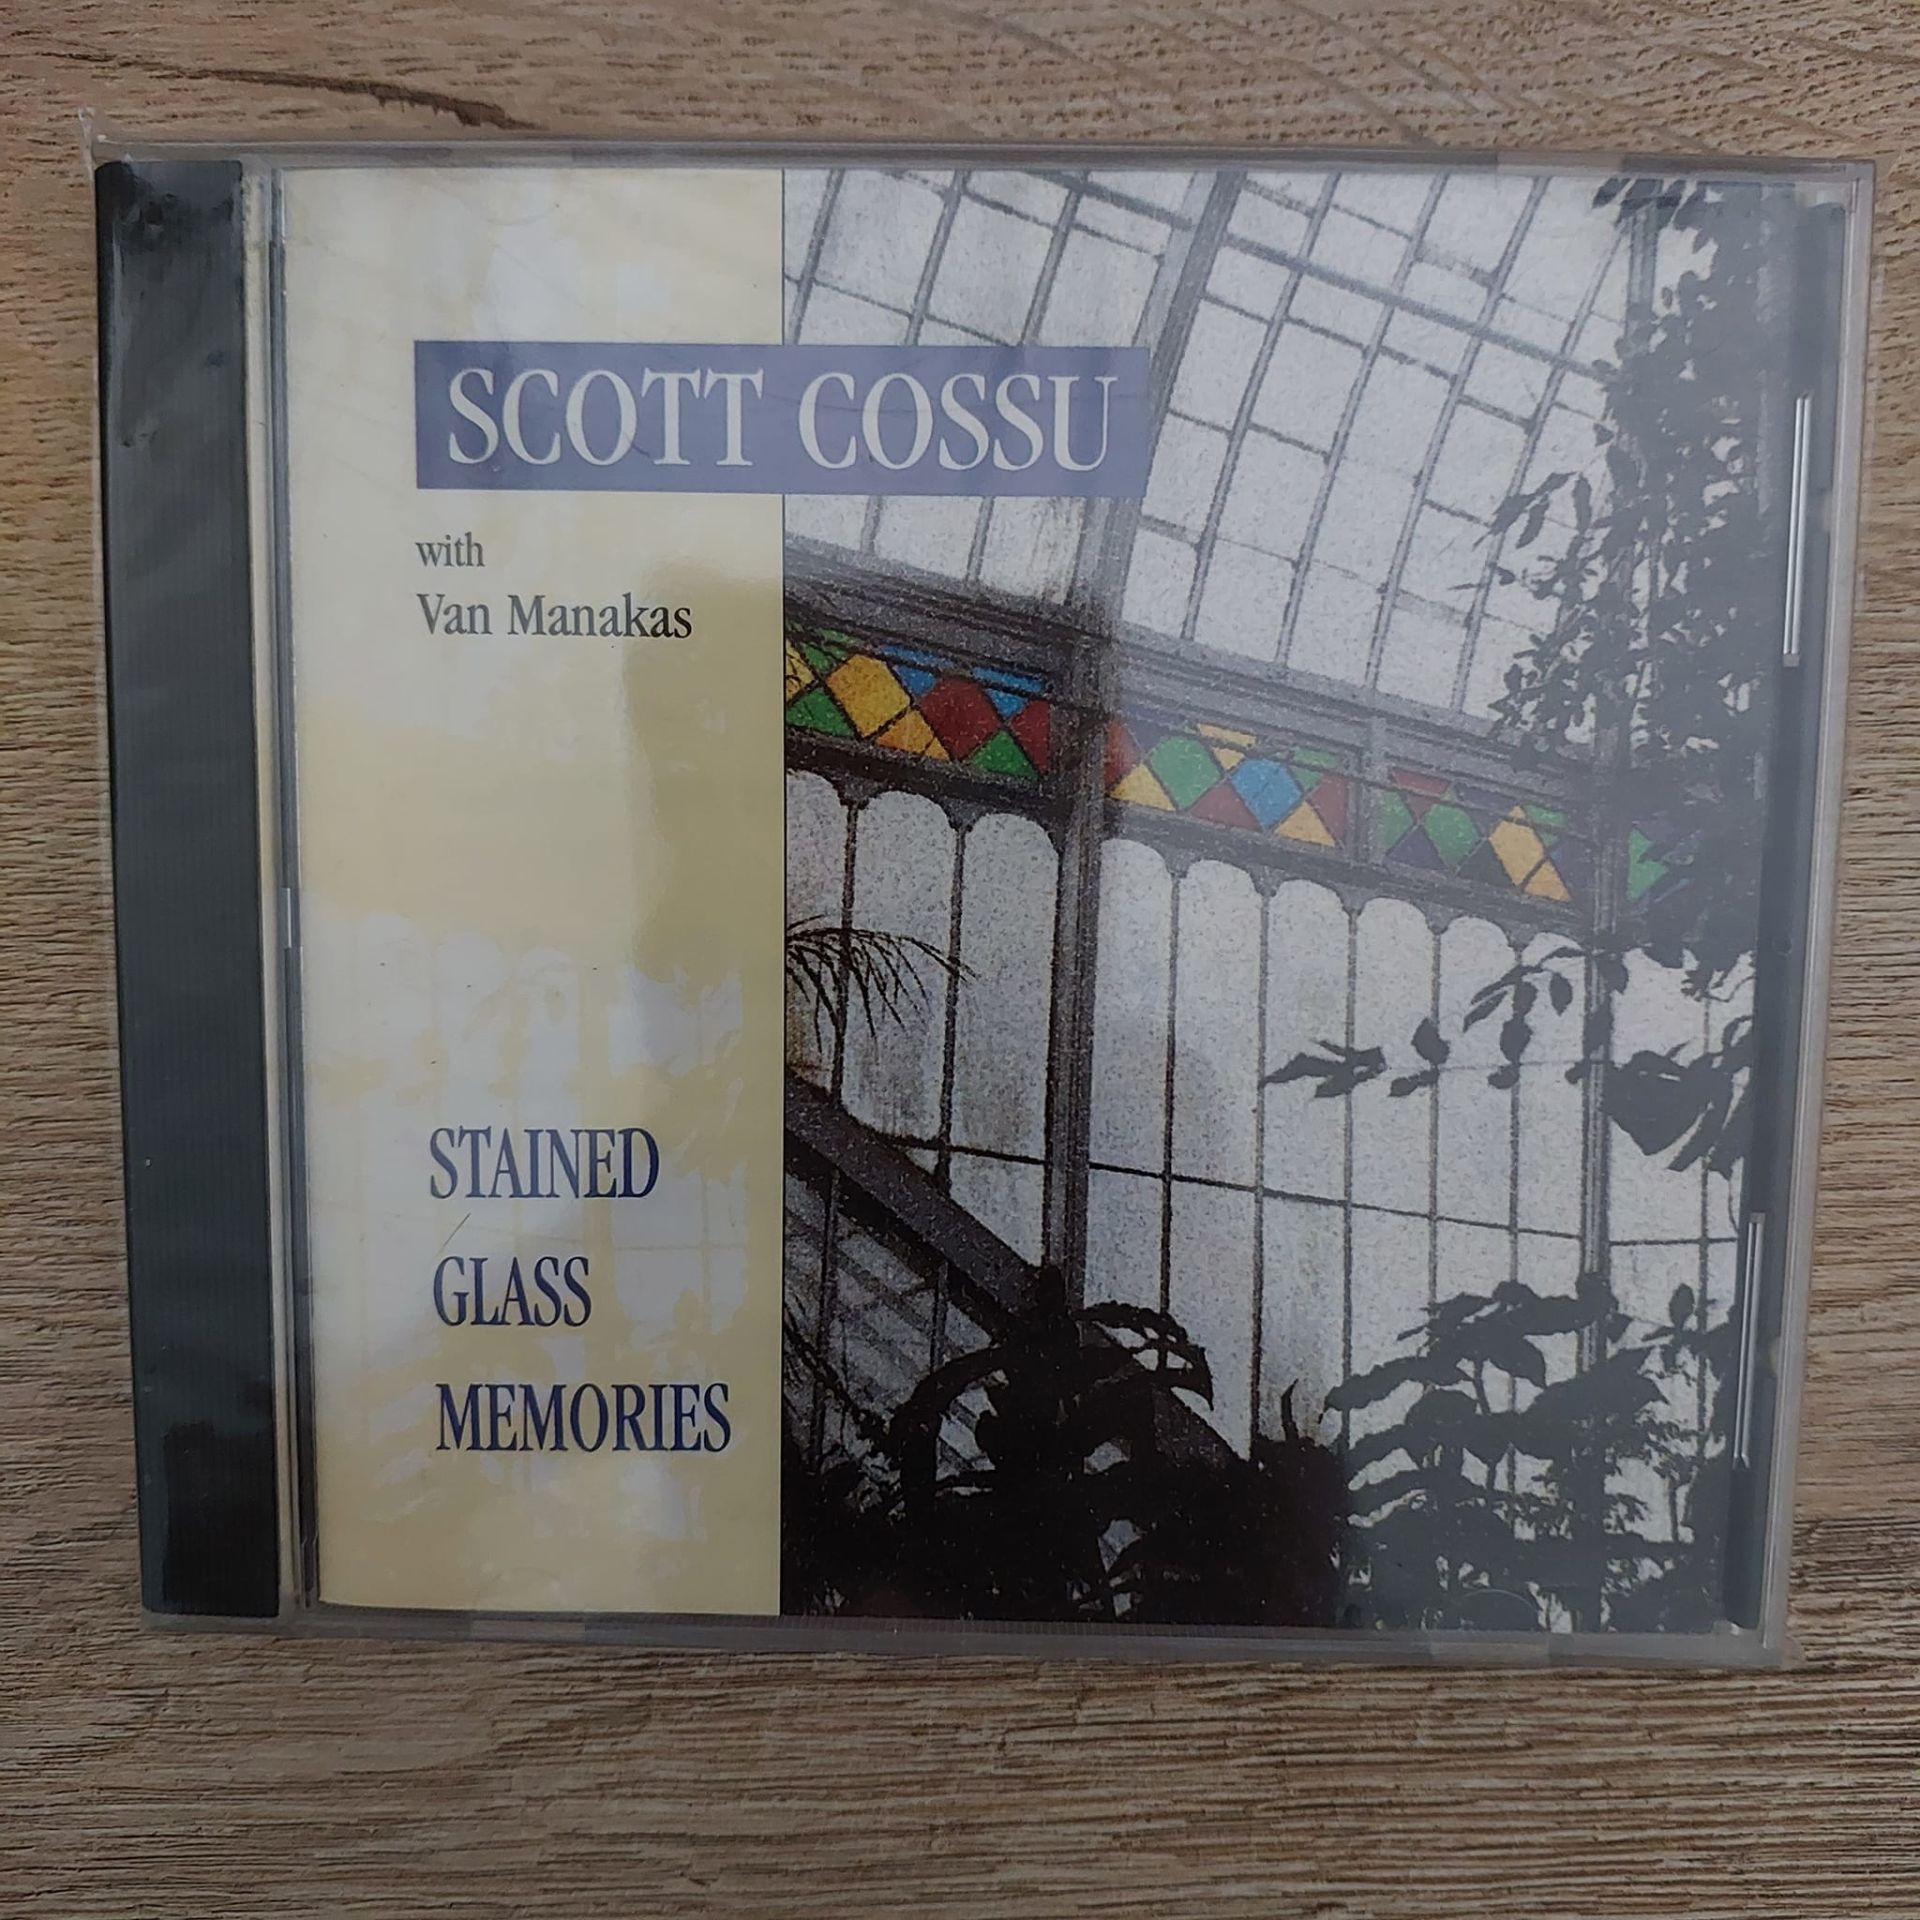 SCOTT COSSU
with
Van Manakas
STAINED
GLASS
MEMORIES